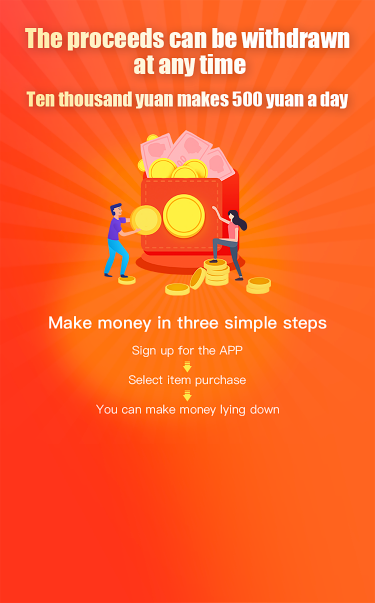 The proceeds can be withdrawn
at any time
Ten thousand yuan makes 500 yuan a day
Make money in three simple steps
Sign up for the APP
Select item purchase
You can make money lying down